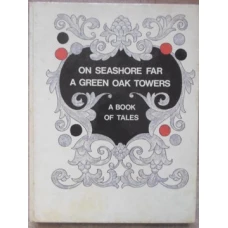 ON SEASHORE FAR
A GREEN OAK TOWERS
A BOOK
OF TALES